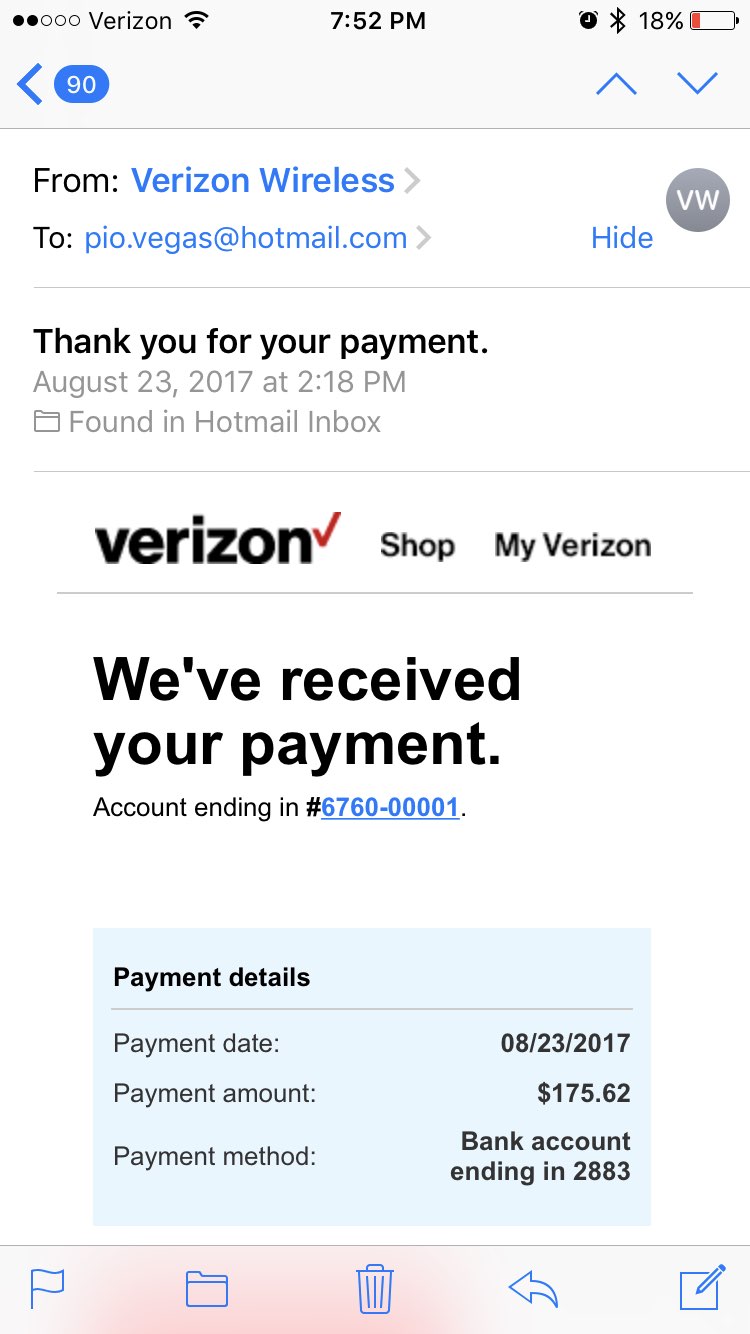 Verizon 7:52 PM 18%
90
From: Verizon Wireless
VW
To: pio.vegas@hotmail.com Hide
Thank you for your payment.
August 23, 2017 at 2:18 PM
Found in Hotmail Inbox
verizon Shop My Verizon
We've received
your payment.
Account ending in #6760-00001.
Payment details
Payment date: 08/23/2017
Payment amount: $175.62
Payment method: Bank account
ending in 2883